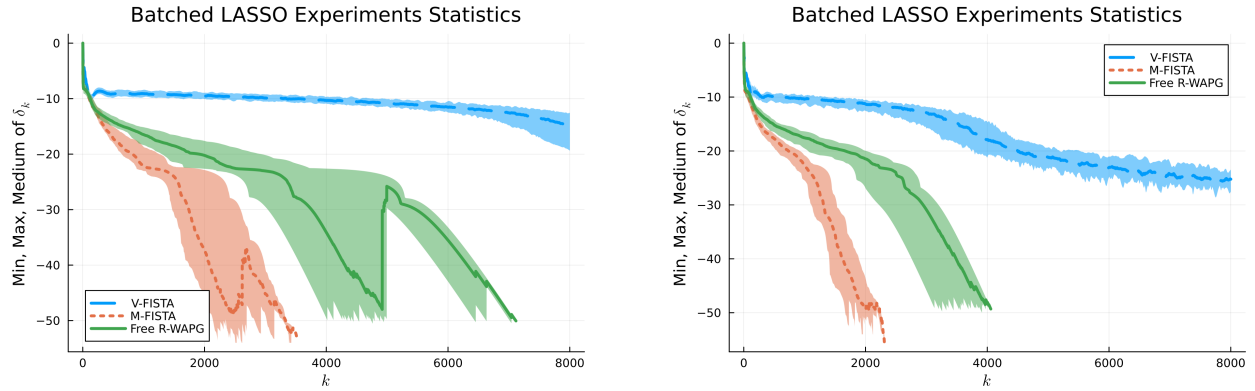 Batched LASSO Experiments Statistics
Min, Max, Medium of δₖ
0
−10
−20
−30
−40
−50
0
2000
4000
6000
8000
k
V-FISTA
M-FISTA
Free R-WAPG
Batched LASSO Experiments Statistics
Min, Max, Medium of δₖ
0
−10
−20
−30
−40
−50
0
2000
4000
6000
8000
k
V-FISTA
M-FISTA
Free R-WAPG